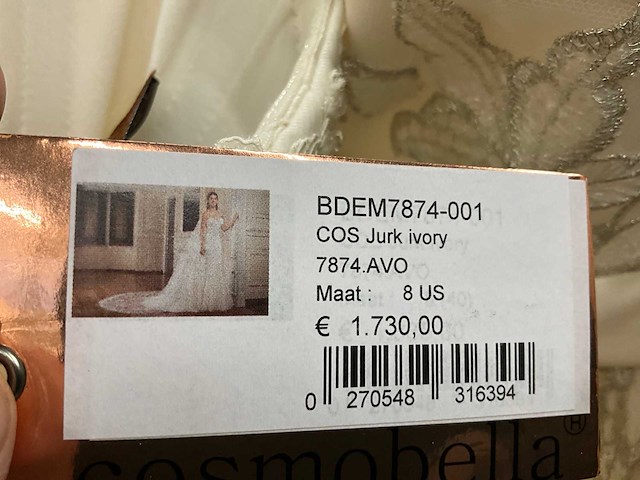 BDEM7874-001
COS Jurk ivory
7874.AVO
Maat : 8 US
€ 1.730,00
0 270548 316394
cosmobella®